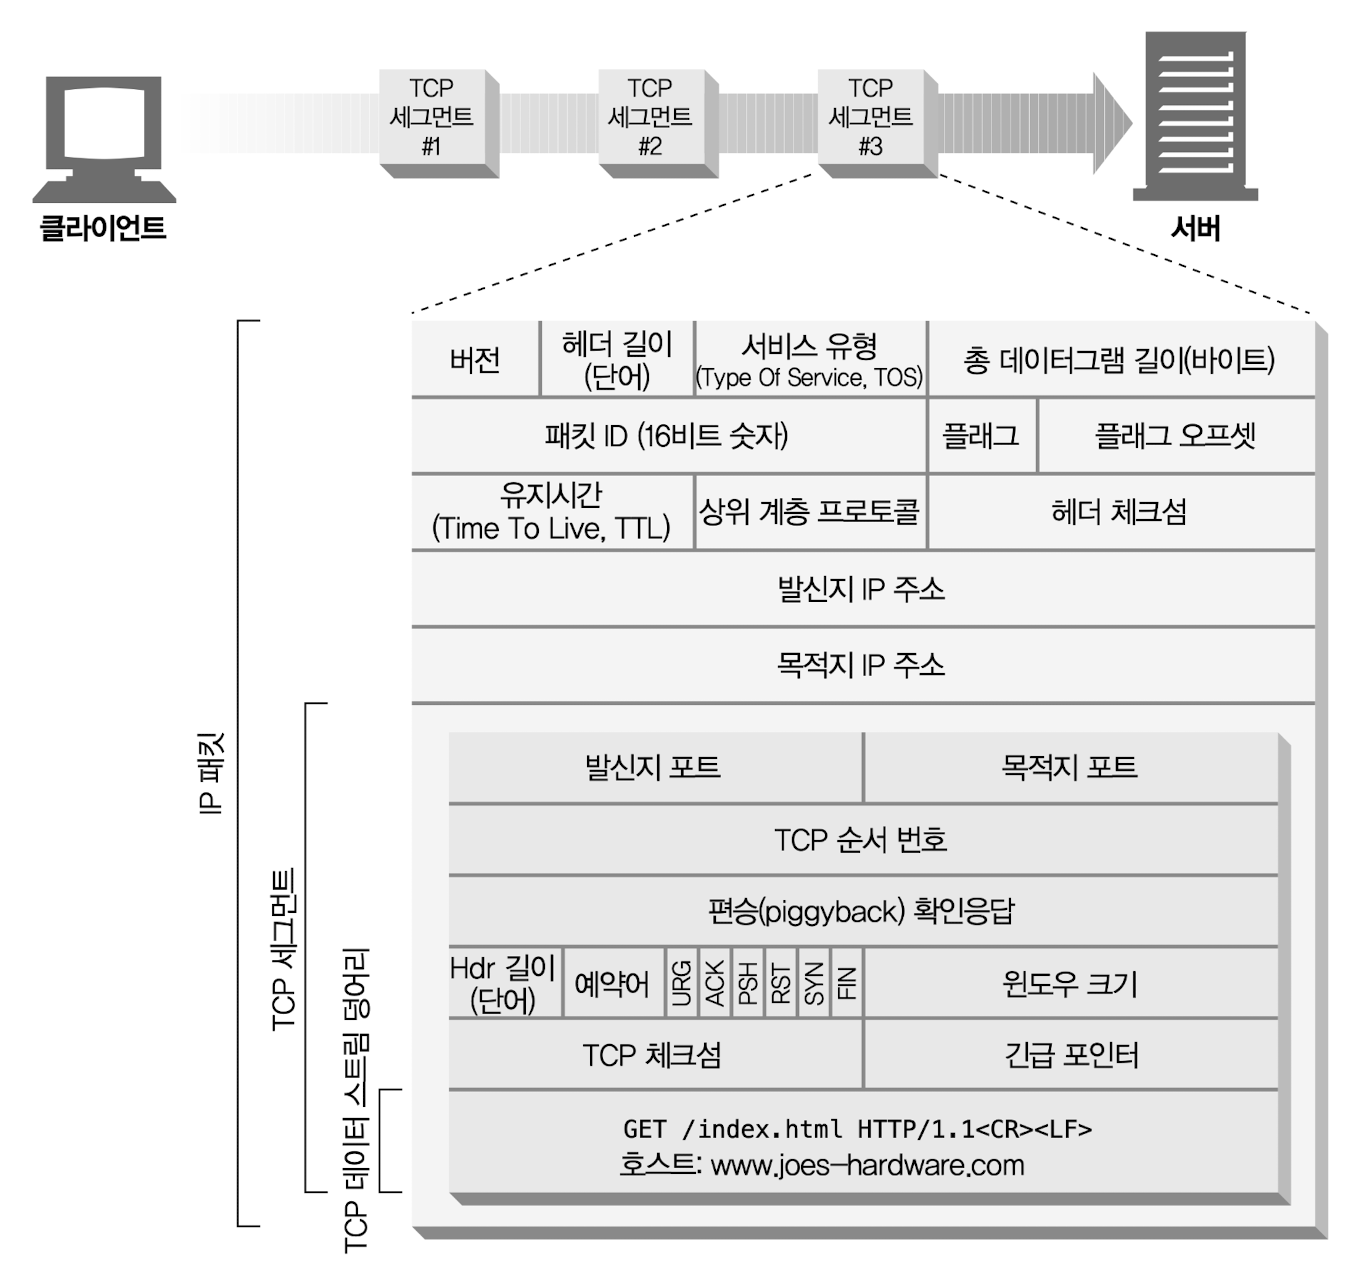 TCP
세그먼트
#1
TCP
세그먼트
#2
TCP
세그먼트
#3
클라이언트
서버
버전
헤더 길이
(단어)
서비스 유형
(Type Of Service, TOS)
총 데이터그램 길이(바이트)
패킷 ID (16비트 숫자)
플래그
플래그 오프셋
유지시간
(Time To Live, TTL)
상위 계층 프로토콜
헤더 체크섬
발신지 IP 주소
목적지 IP 주소
IP 패킷
TCP 세그먼트
TCP 데이터 스트림 덩어리
발신지 포트
목적지 포트
TCP 순서 번호
편승(piggyback) 확인응답
Hdr 길이
(단어)
예약어
URG
ACK
PSH
RST
SYN
FIN
윈도우 크기
TCP 체크섬
긴급 포인터
GET /index.html HTTP/1.1<CR><LF>
호스트: www.joes-hardware.com